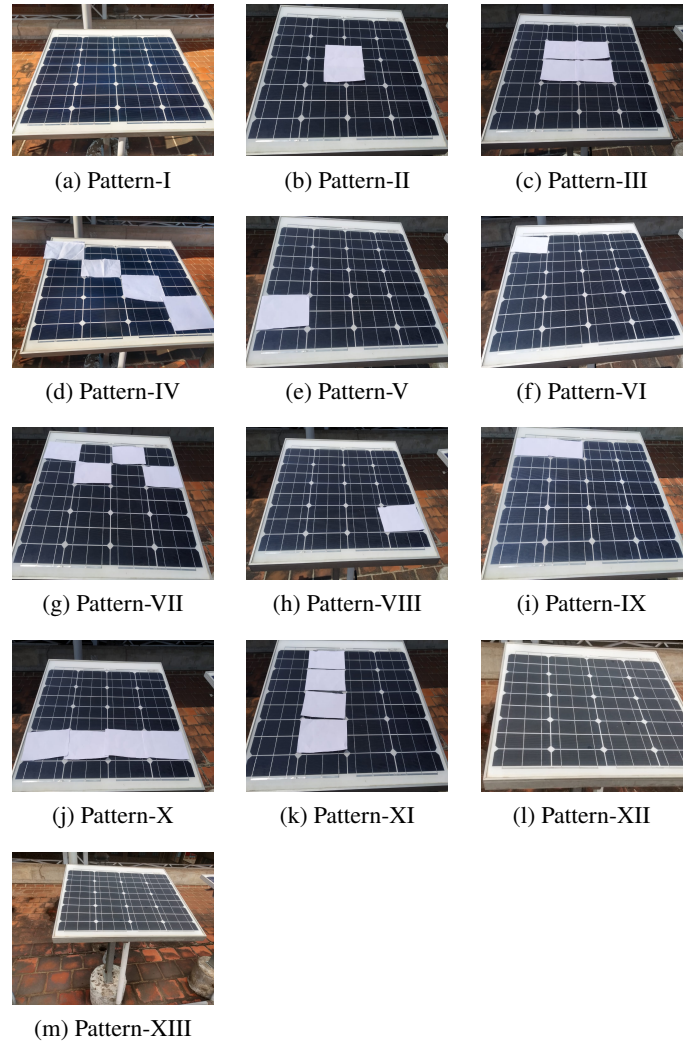 (a) Pattern-I
(b) Pattern-II
(c) Pattern-III
(d) Pattern-IV
(e) Pattern-V
(f) Pattern-VI
(g) Pattern-VII
(h) Pattern-VIII
(i) Pattern-IX
(j) Pattern-X
(k) Pattern-XI
(l) Pattern-XII
(m) Pattern-XIII